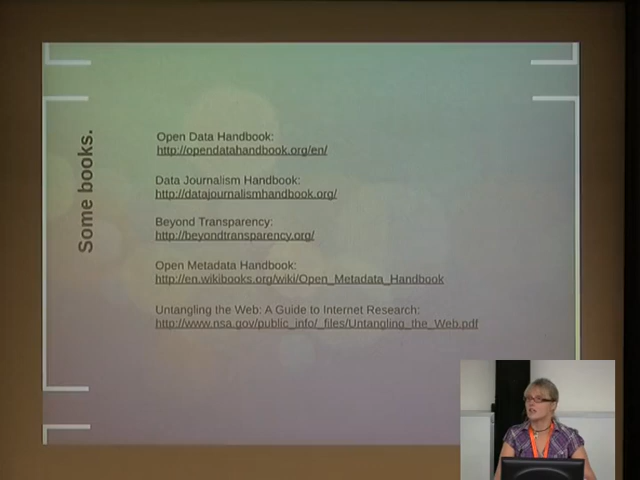 Some books.
Open Data Handbook:
http://opendatahandbook.org/en/
Data Journalism Handbook:
http://datajournalismhandbook.org/
Beyond Transparency:
http://beyondtransparency.org/
Open Metadata Handbook:
http://en.wikibooks.org/wiki/Open_Metadata_Handbook
Untangling the Web: A Guide to Internet Research:
http://www.nsa.gov/public_info/_files/Untangling_the_Web.pdf